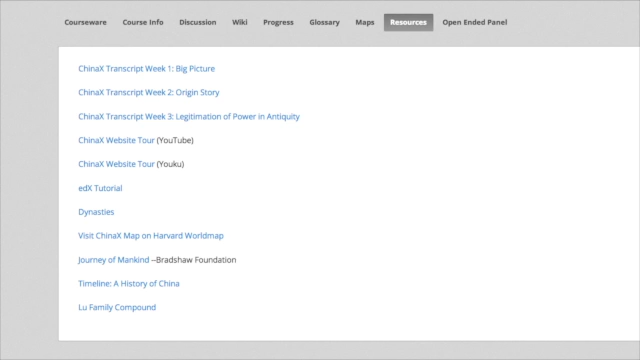 Courseware Course Info Discussion Wiki Progress Glossary Maps Resources Open Ended Panel
ChinaX Transcript Week 1: Big Picture
ChinaX Transcript Week 2: Origin Story
ChinaX Transcript Week 3: Legitimation of Power in Antiquity
ChinaX Website Tour (YouTube)
ChinaX Website Tour (Youku)
edX Tutorial
Dynasties
Visit ChinaX Map on Harvard Worldmap
Journey of Mankind --Bradshaw Foundation
Timeline: A History of China
Lu Family Compound